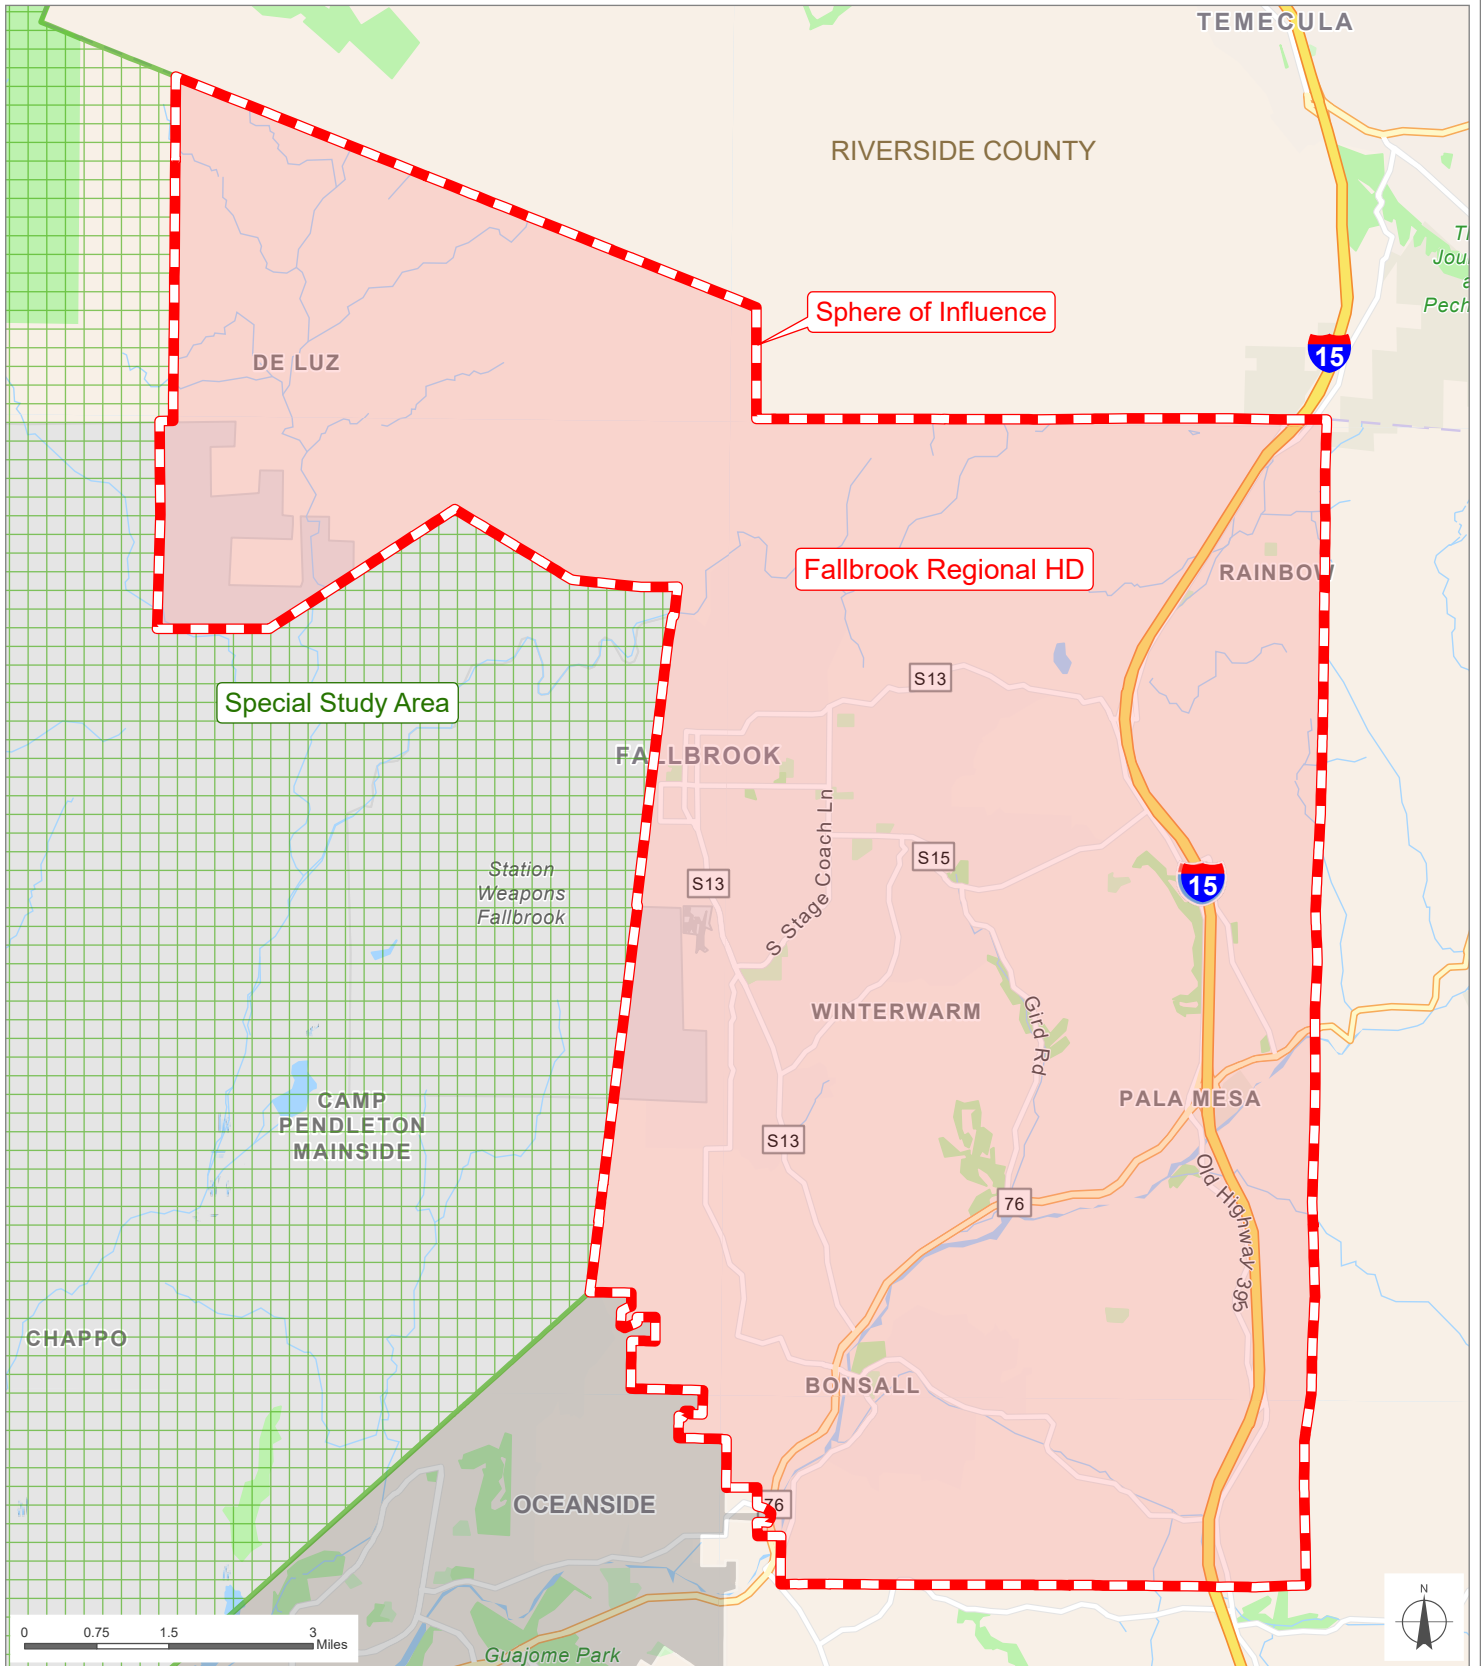 TEMECULA
RIVERSIDE COUNTY
Sphere of Influence
15
DE LUZ
Fallbrook Regional HD
RAINBOW
S13
Special Study Area
FALLBROOK
S Stage Coach Ln
S15
Station
Weapons
Fallbrook
S13
15
WINTERWARM
Gird Rd
CAMP
PENDLETON
MAINSIDE
PALA MESA
S13
76
Old Highway 395
CHAPPO
BONSALL
OCEANSIDE
76
N
0 0.75 1.5 3
Miles
Guajome Park